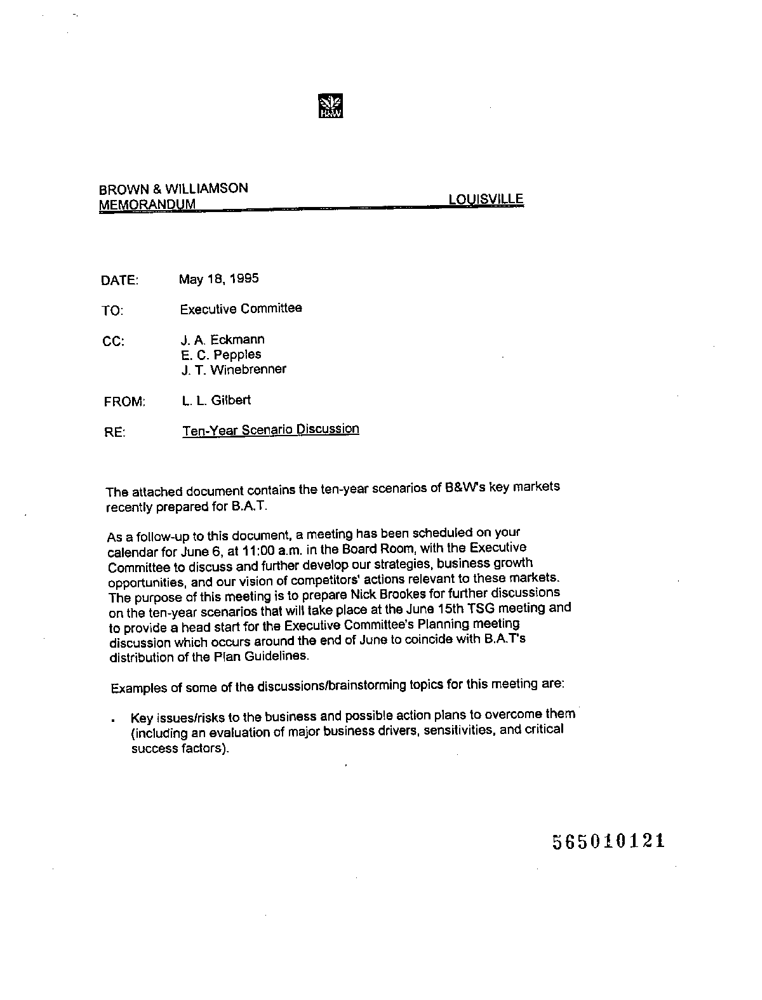 B&W
BROWN & WILLIAMSON
MEMORANDUM LOUISVILLE
DATE: May 18, 1995
TO: Executive Committee
CC: J. A. Eckmann
E. C. Pepples
J. T. Winebrenner
FROM: L. L. Gilbert
RE: Ten-Year Scenario Discussion
The attached document contains the ten-year scenarios of B&W's key markets
recently prepared for B.A.T.
As a follow-up to this document, a meeting has been scheduled on your
calendar for June 6, at 11:00 a.m. in the Board Room, with the Executive
Committee to discuss and further develop our strategies, business growth
opportunities, and our vision of competitors' actions relevant to these markets.
The purpose of this meeting is to prepare Nick Brookes for further discussions
on the ten-year scenarios that will take place at the June 15th TSG meeting and
to provide a head start for the Executive Committee's Planning meeting
discussion which occurs around the end of June to coincide with B.A.T's
distribution of the Plan Guidelines.
Examples of some of the discussions/brainstorming topics for this meeting are:
• Key issues/risks to the business and possible action plans to overcome them
(including an evaluation of major business drivers, sensitivities, and critical
success factors).
565010121